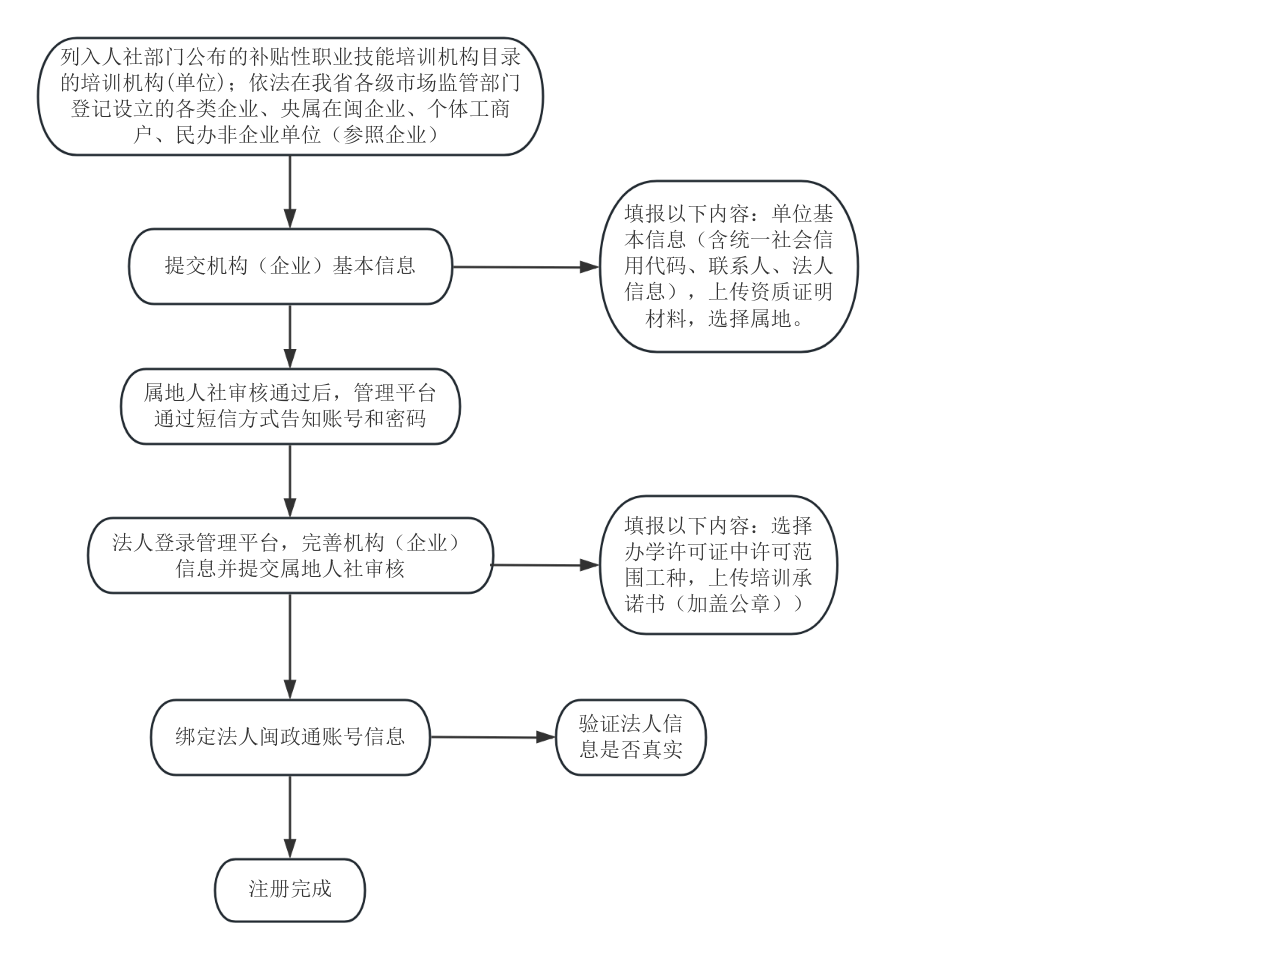 列入人社部门公布的补贴性职业技能培训机构目录
的培训机构(单位)；依法在我省各级市场监管部门
登记设立的各类企业、央属在闽企业、个体工商
户、民办非企业单位（参照企业）
提交机构（企业）基本信息
填报以下内容：单位基
本信息（含统一社会信
用代码、联系人、法人
信息），上传资质证明
材料，选择属地。
属地人社审核通过后，管理平台
通过短信方式告知账号和密码
法人登录管理平台，完善机构（企业）
信息并提交属地人社审核
填报以下内容：选择
办学许可证中许可范
围工种，上传培训承
诺书（加盖公章））
绑定法人闽政通账号信息
验证法人信
息是否真实
注册完成